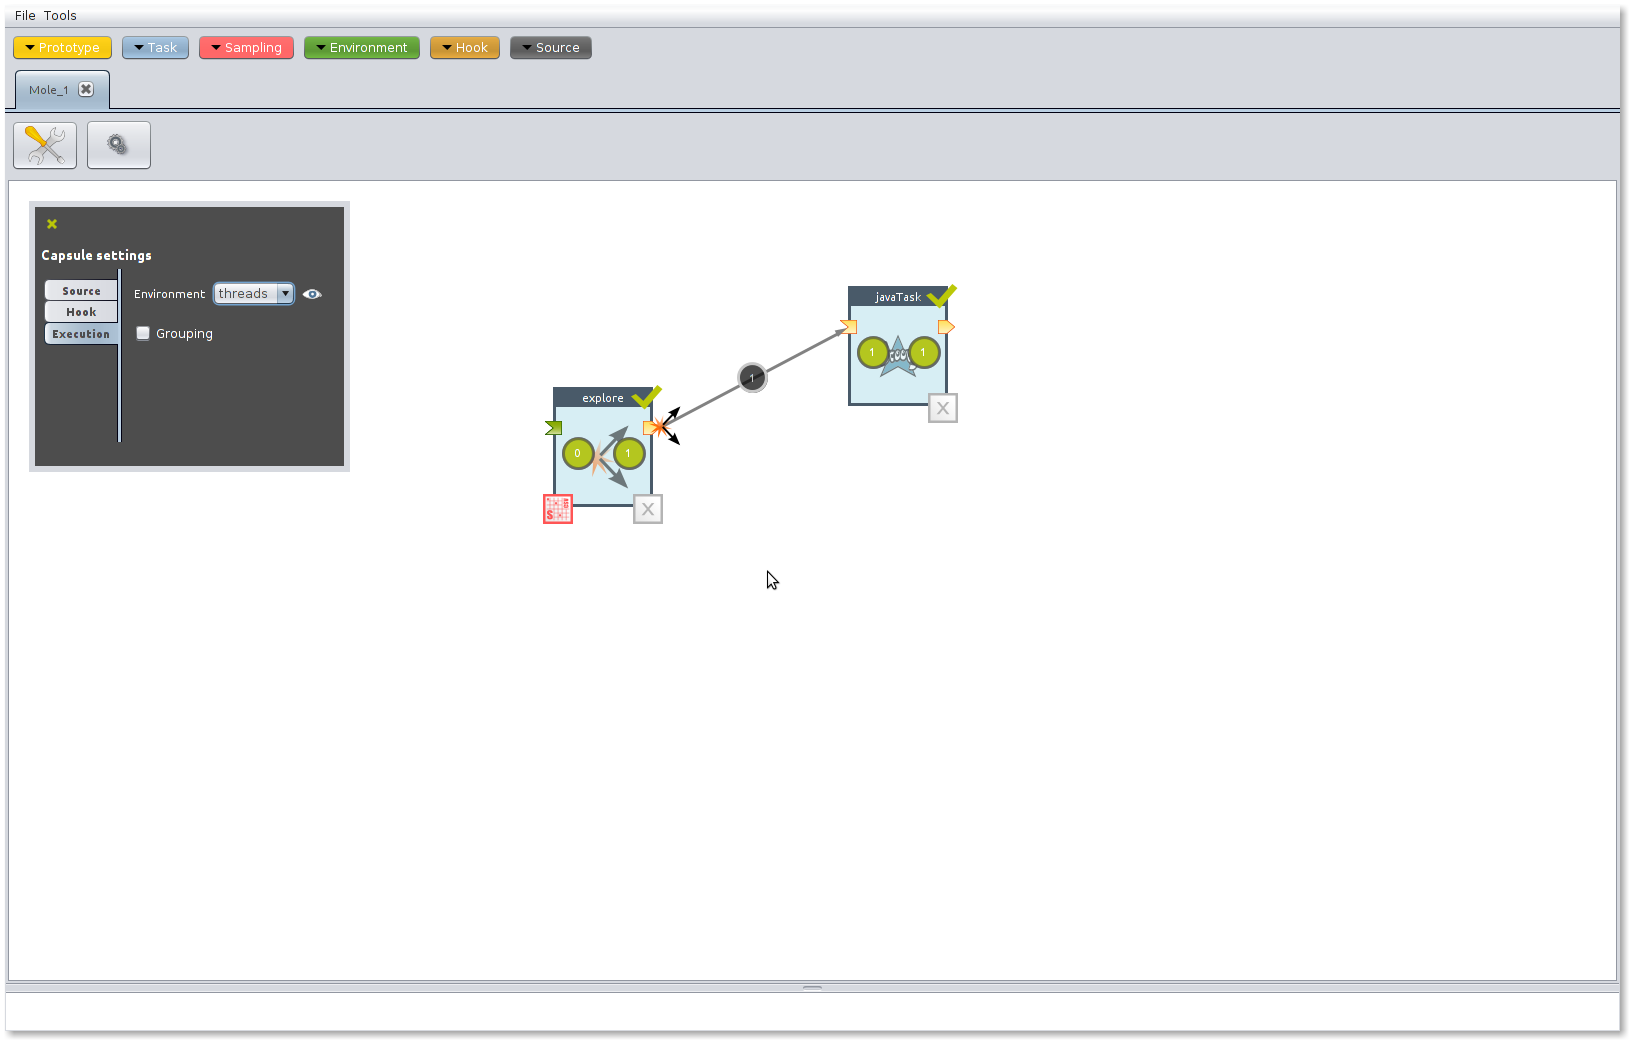 File Tools
Prototype Task Sampling Environment Hook Source
Mole_1
Capsule settings
Source
Hook
Execution
Environment threads
Grouping
javaTask
1 1
X
1
explore
0 1
S X